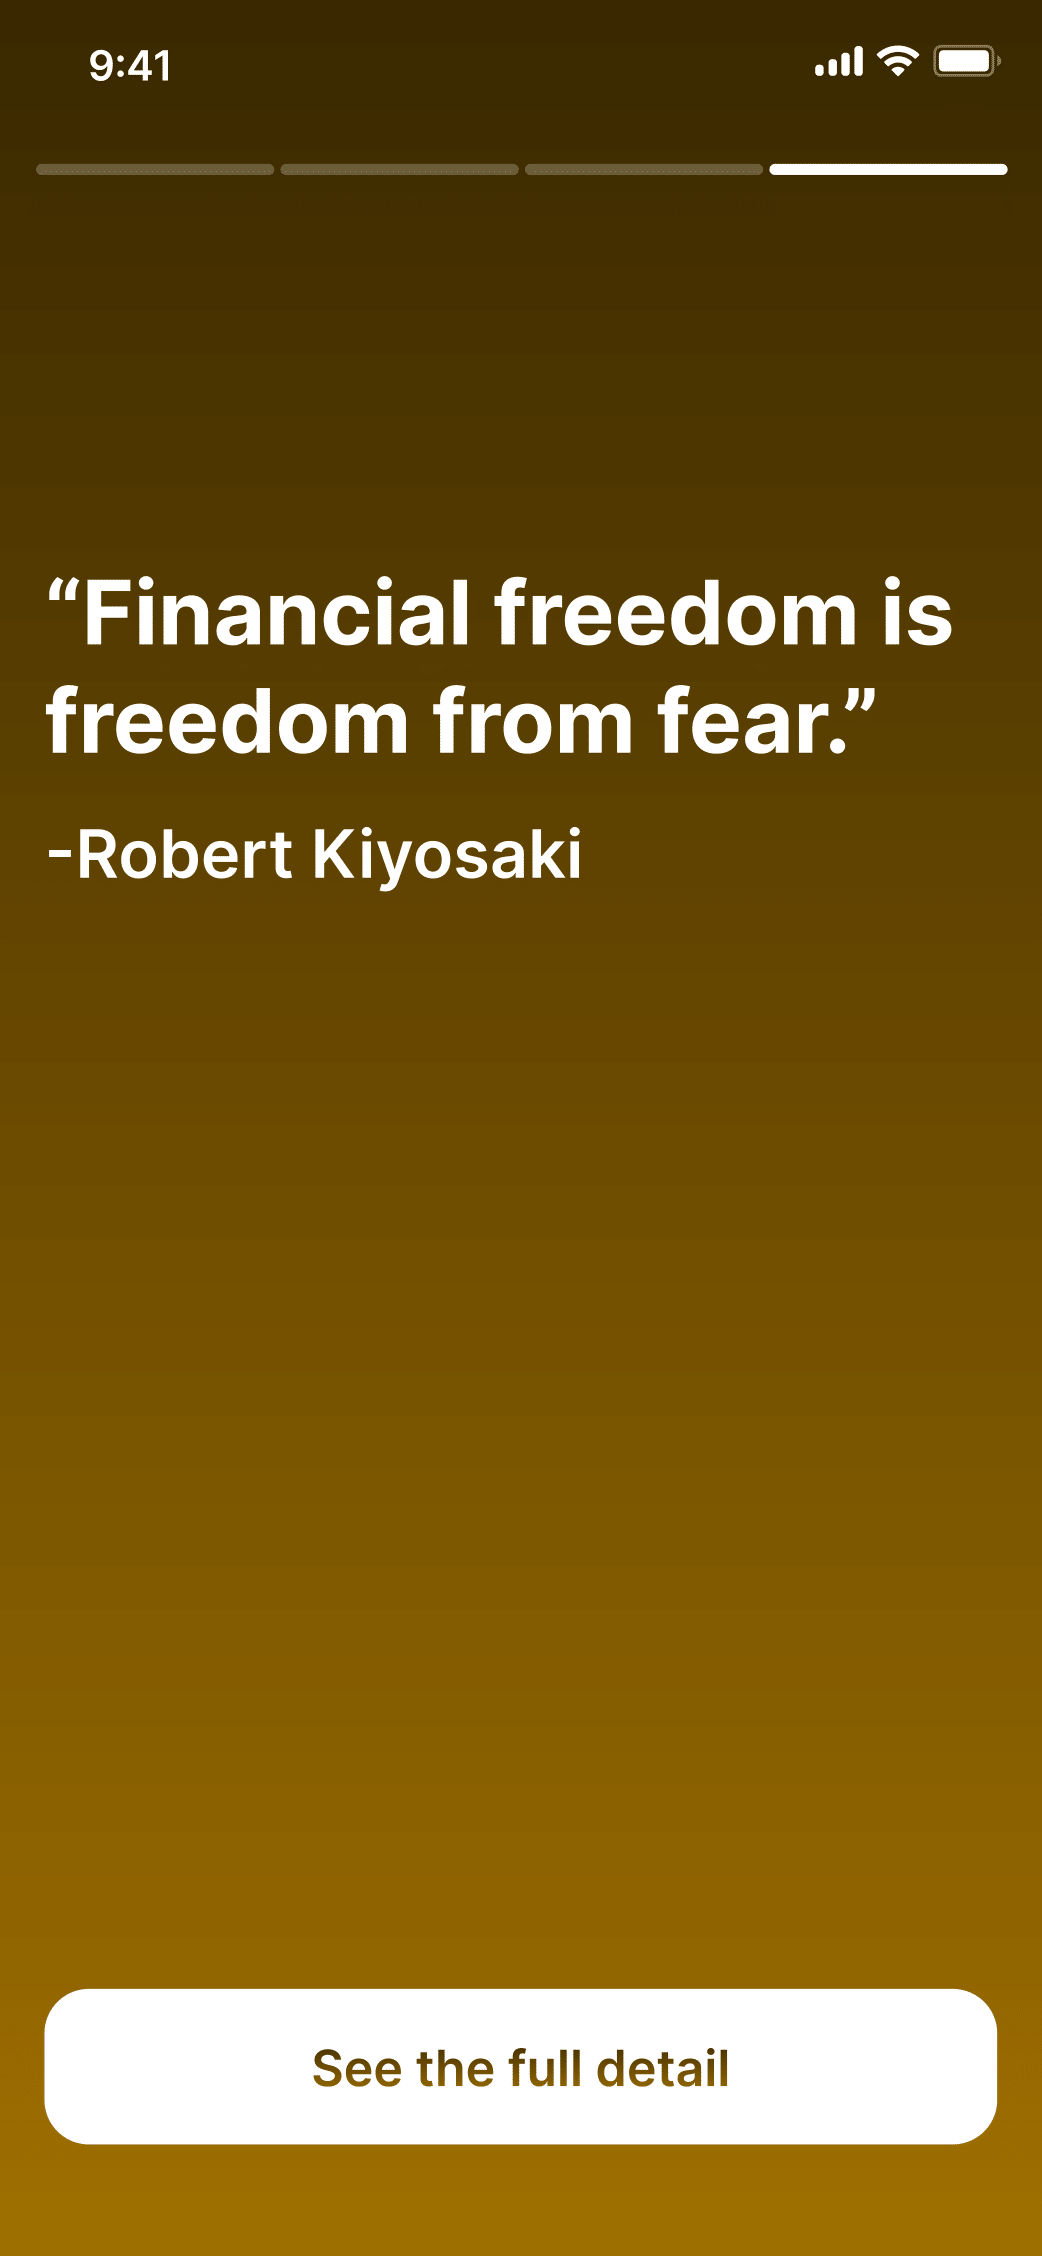 9:41
“Financial freedom is
freedom from fear.”
-Robert Kiyosaki
See the full detail